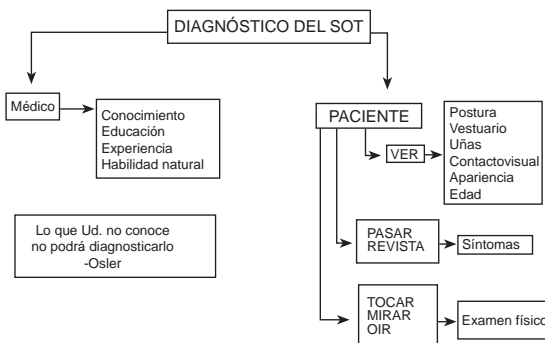 DIAGNÓSTICO DEL SOT
Médico
Conocimiento
Educación
Experiencia
Habilidad natural
Lo que Ud. no conoce
no podrá diagnosticarlo
-Osler
PACIENTE
VER
Postura
Vestuario
Uñas
Contactovisual
Apariencia
Edad
PASAR
REVISTA
Síntomas
TOCAR
MIRAR
OIR
Examen físico